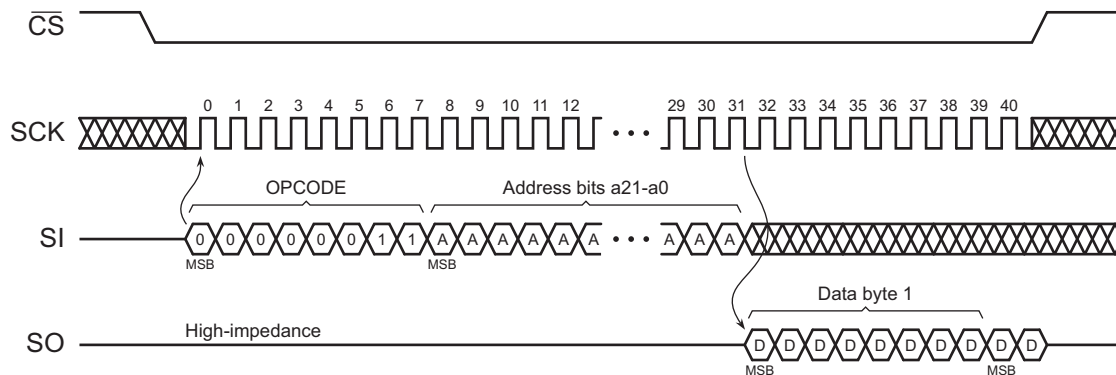 CS
0 1 2 3 4 5 6 7 8 9 10 11 12 29 30 31 32 33 34 35 36 37 38 39 40
SCK
OPCODE Address bits a21-a0
SI 0 0 0 0 0 0 1 1 A A A A A A A A A
MSB MSB
Data byte 1
High-impedance
SO D D D D D D D D D D
MSB MSB